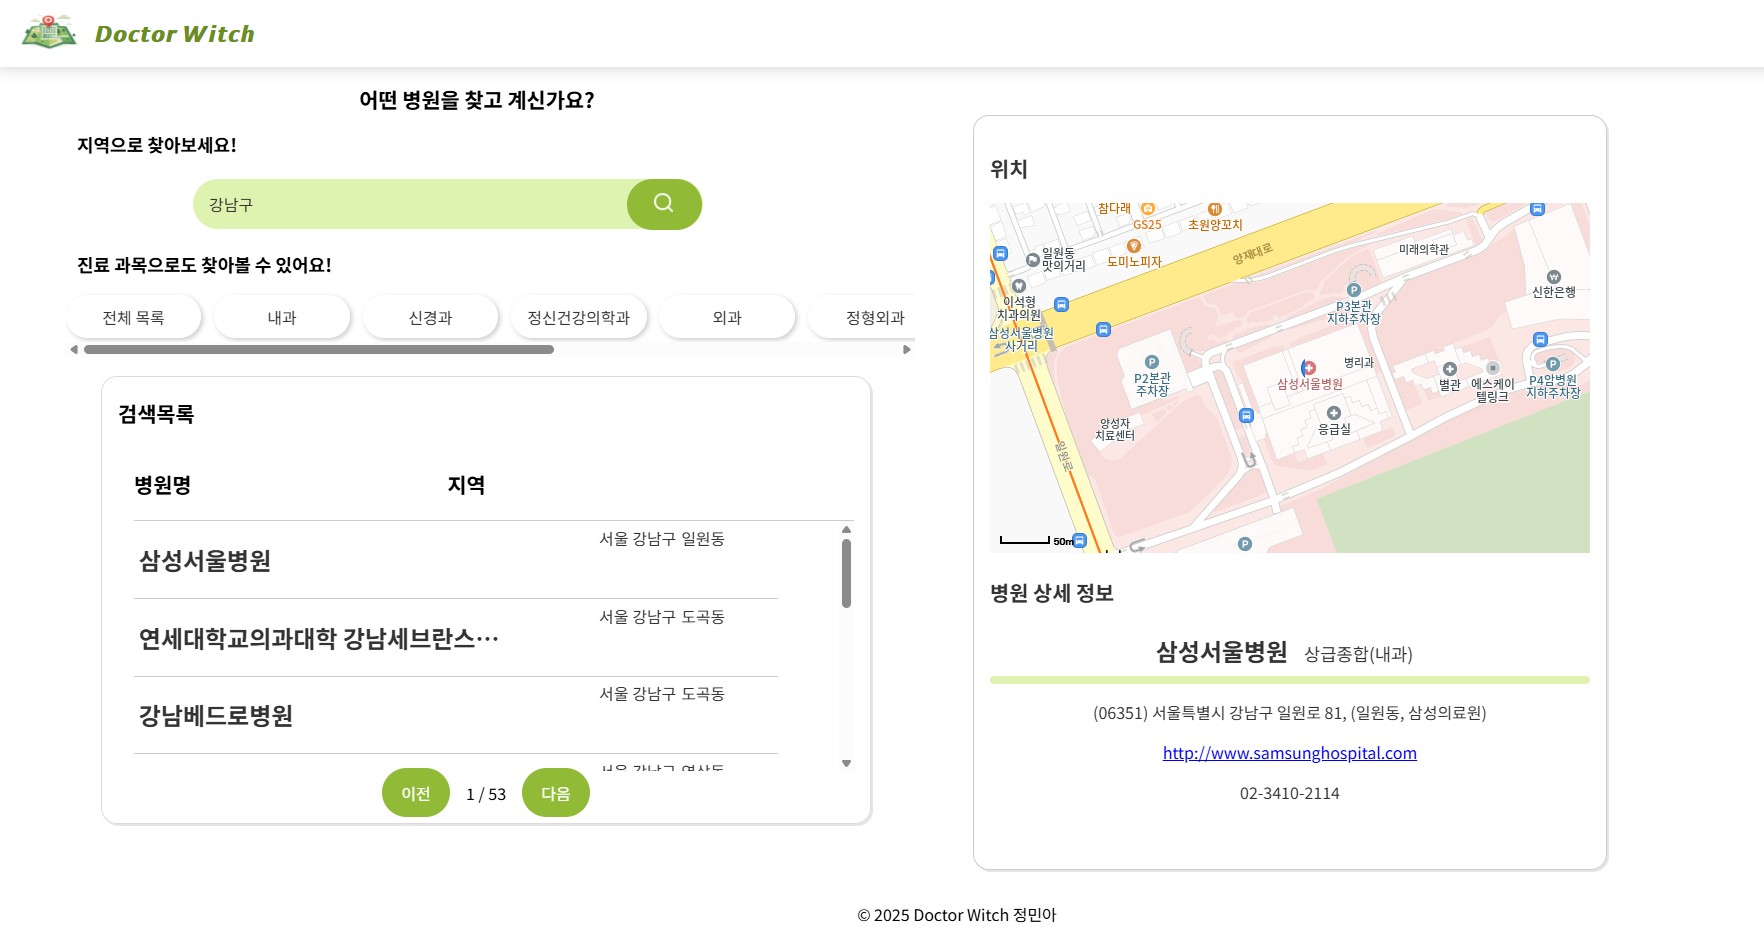 Doctor Witch
어떤 병원을 찾고 계신가요?
지역으로 찾아보세요!
강남구
진료 과목으로도 찾아볼 수 있어요!
전체 목록
내과
신경과
정신건강의학과
외과
정형외과
검색목록
병원명
지역
삼성서울병원
서울 강남구 일원동
연세대학교의과대학 강남세브란스…
서울 강남구 도곡동
강남베드로병원
서울 강남구 도곡동
이전
1 / 53
다음
위치
참다래
GS25
초원양꼬치
일원동
맛의거리
도미노피자
양재대로
미래의학관
신한은행
이석형
치과의원
P3본관
지하주차장
삼성서울병원
사거리
P2본관
주차장
삼성서울병원
병리과
별관
에스케이
텔링크
P4암병원
지하주차장
양성자
치료센터
응급실
일원로
50m
병원 상세 정보
삼성서울병원 상급종합(내과)
(06351) 서울특별시 강남구 일원로 81, (일원동, 삼성의료원)
http://www.samsunghospital.com
02-3410-2114
© 2025 Doctor Witch 정민아